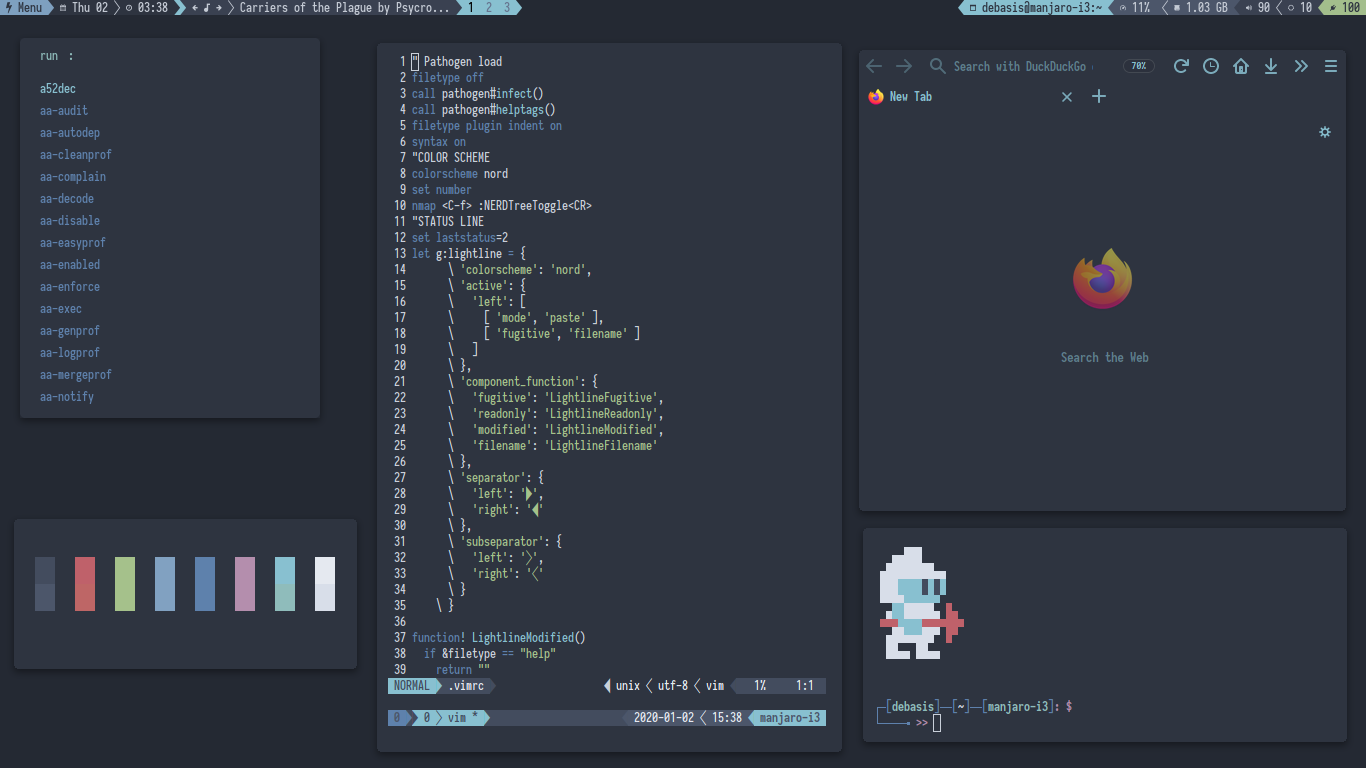 Menu Thu 02 03:38 Carriers of the Plague by Psycro... 1 2 3 debasis@manjaro-i3:~ 11% 1.03 GB 90 10 100
run :
a52dec
aa-audit
aa-autodep
aa-cleanprof
aa-complain
aa-decode
aa-disable
aa-easyprof
aa-enabled
aa-enforce
aa-exec
aa-genprof
aa-logprof
aa-mergeprof
aa-notify
1 " Pathogen load
2 filetype off
3 call pathogen#infect()
4 call pathogen#helptags()
5 filetype plugin indent on
6 syntax on
7 "COLOR SCHEME
8 colorscheme nord
9 set number
10 nmap <C-f> :NERDTreeToggle<CR>
11 "STATUS LINE
12 set laststatus=2
13 let g:lightline = {
14 \ 'colorscheme': 'nord',
15 \ 'active': {
16 \ 'left': [
17 \ [ 'mode', 'paste' ],
18 \ [ 'fugitive', 'filename' ]
19 \ ]
20 \ },
21 \ 'component_function': {
22 \ 'fugitive': 'LightlineFugitive',
23 \ 'readonly': 'LightlineReadonly',
24 \ 'modified': 'LightlineModified',
25 \ 'filename': 'LightlineFilename'
26 \ },
27 \ 'separator': {
28 \ 'left': '',
29 \ 'right': ''
30 \ },
31 \ 'subseparator': {
32 \ 'left': '',
33 \ 'right': ''
34 \ }
35 \ }
36
37 function! LightlineModified()
38 if &filetype == "help"
39 return ""
NORMAL .vimrc unix utf-8 vim 1% 1:1
0 0 vim * 2020-01-02 15:38 manjaro-i3
Search with DuckDuckGo 70%
New Tab
Search the Web
[debasis]—[~]—[manjaro-i3]: $
>>